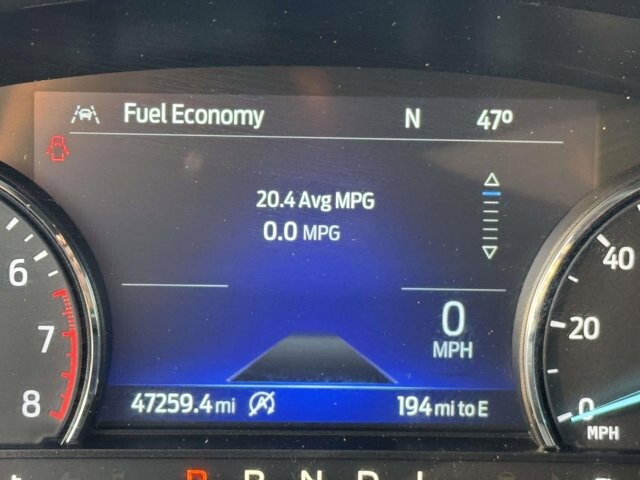 Fuel Economy N 47°
20.4 Avg MPG
0.0 MPG
0
MPH
47259.4 mi 194 mi to E
6
7
8
40
20
0
MPH
P R N D L